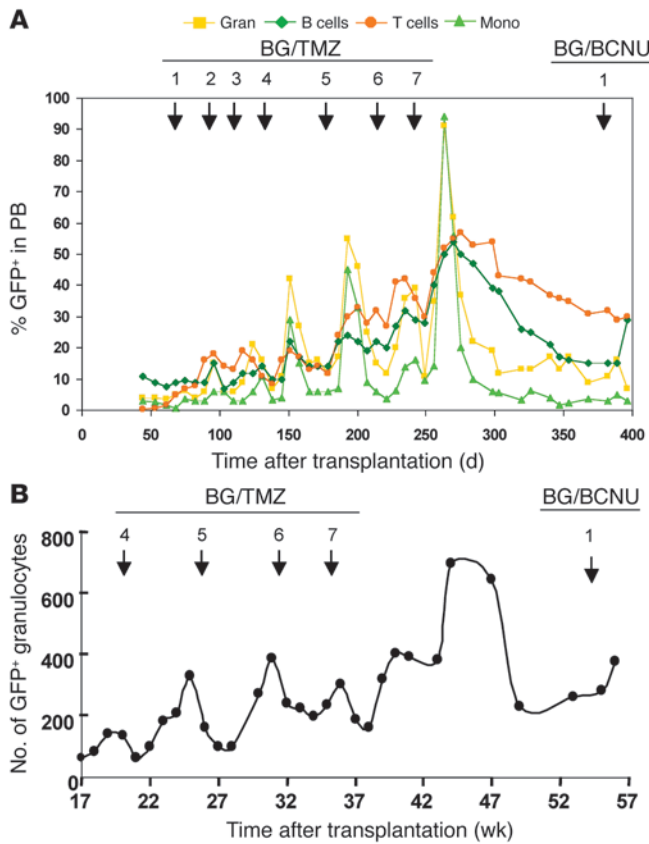 A
Gran B cells T cells Mono
BG/TMZ BG/BCNU
1 2 3 4 5 6 7 1
% GFP⁺ in PB
100
90
80
70
60
50
40
30
20
10
0
0 50 100 150 200 250 300 350 400
Time after transplantation (d)
B
BG/TMZ BG/BCNU
4 5 6 7 1
No. of GFP⁺ granulocytes
800
600
400
200
0
17 22 27 32 37 42 47 52 57
Time after transplantation (wk)